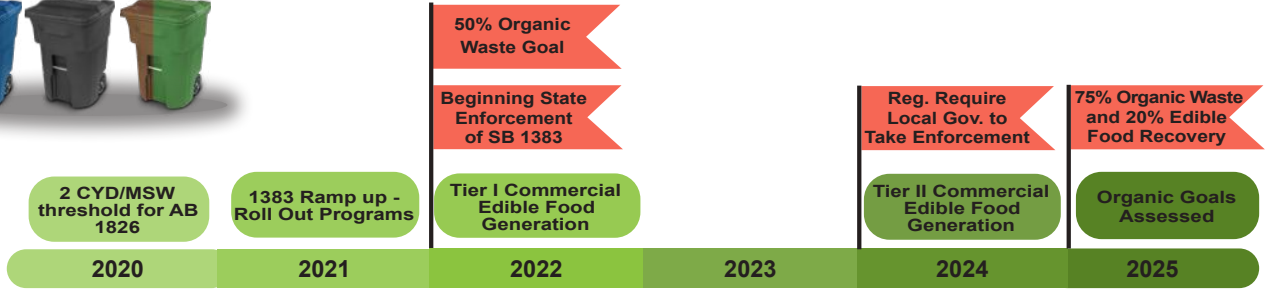 50% Organic
Waste Goal
Beginning State
Enforcement
of SB 1383
Reg. Require
Local Gov. to
Take Enforcement
75% Organic Waste
and 20% Edible
Food Recovery
2 CYD/MSW
threshold for AB
1826
1383 Ramp up -
Roll Out Programs
Tier I Commercial
Edible Food
Generation
Tier II Commercial
Edible Food
Generation
Organic Goals
Assessed
2020
2021
2022
2023
2024
2025